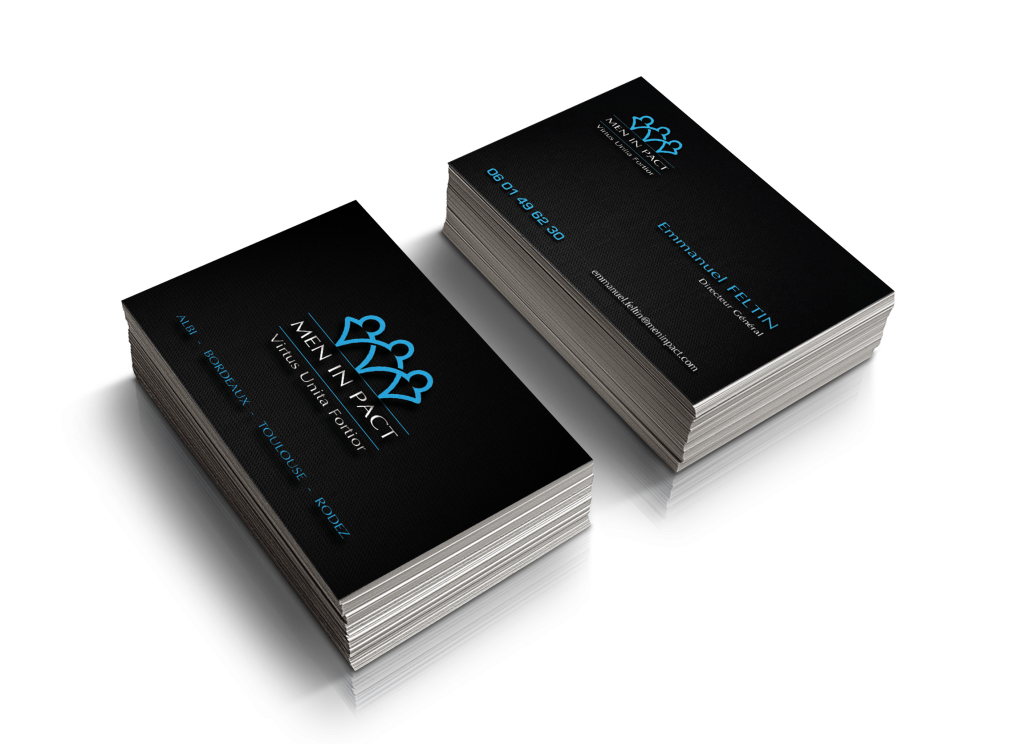 MEN IN PACT
Virtus Unita Fortior
ALBI - BORDEAUX - TOULOUSE - RODEZ
MEN IN PACT
Virtus Unita Fortior
06 01 49 62 30
Emmanuel FELTIN
Directeur Général
emmanuel.feltin@meninpact.com